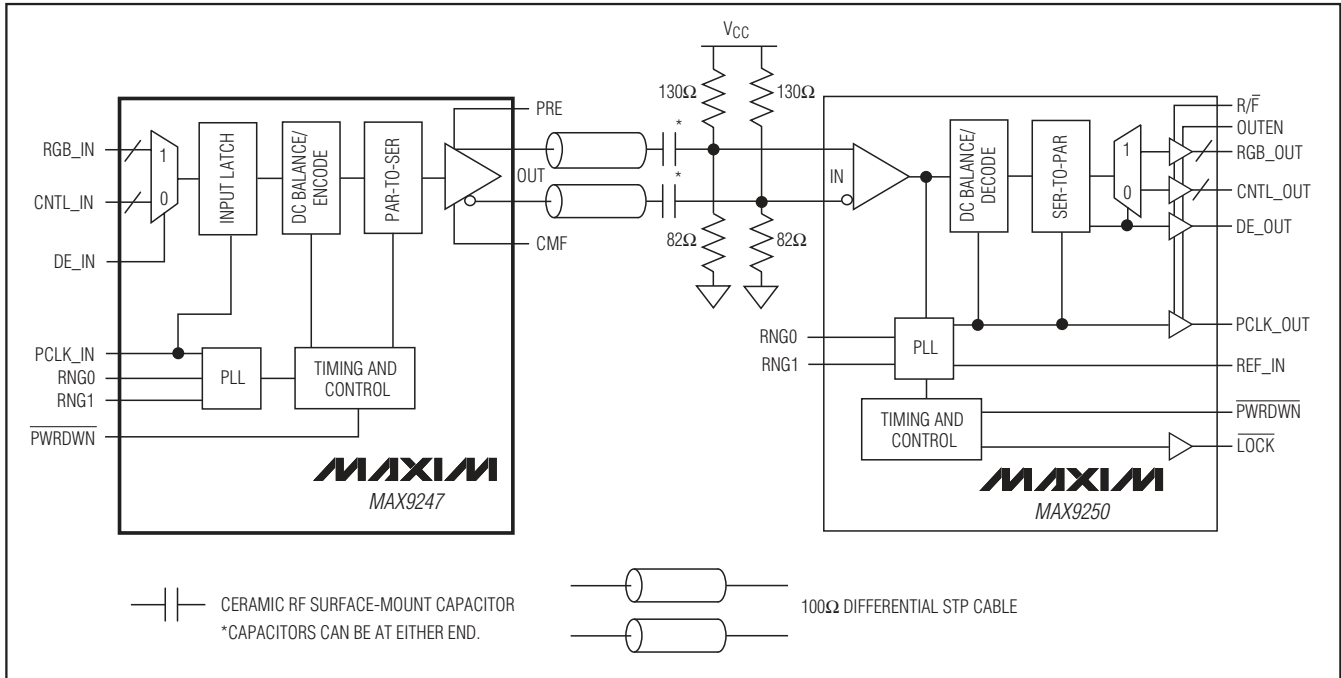 VCC
130Ω
130Ω
*
*
82Ω
82Ω
RGB_IN
CNTL_IN
DE_IN
PCLK_IN
RNG0
RNG1
PWRDWN
1
0
INPUT LATCH
DC BALANCE/
ENCODE
PAR-TO-SER
PLL
TIMING AND
CONTROL
PRE
OUT
CMF
MAXIM
MAX9247
IN
RNG0
RNG1
PLL
TIMING AND
CONTROL
DC BALANCE/
DECODE
SER-TO-PAR
1
0
R/F
OUTEN
RGB_OUT
CNTL_OUT
DE_OUT
PCLK_OUT
REF_IN
PWRDWN
LOCK
MAXIM
MAX9250
CERAMIC RF SURFACE-MOUNT CAPACITOR
*CAPACITORS CAN BE AT EITHER END.
100Ω DIFFERENTIAL STP CABLE